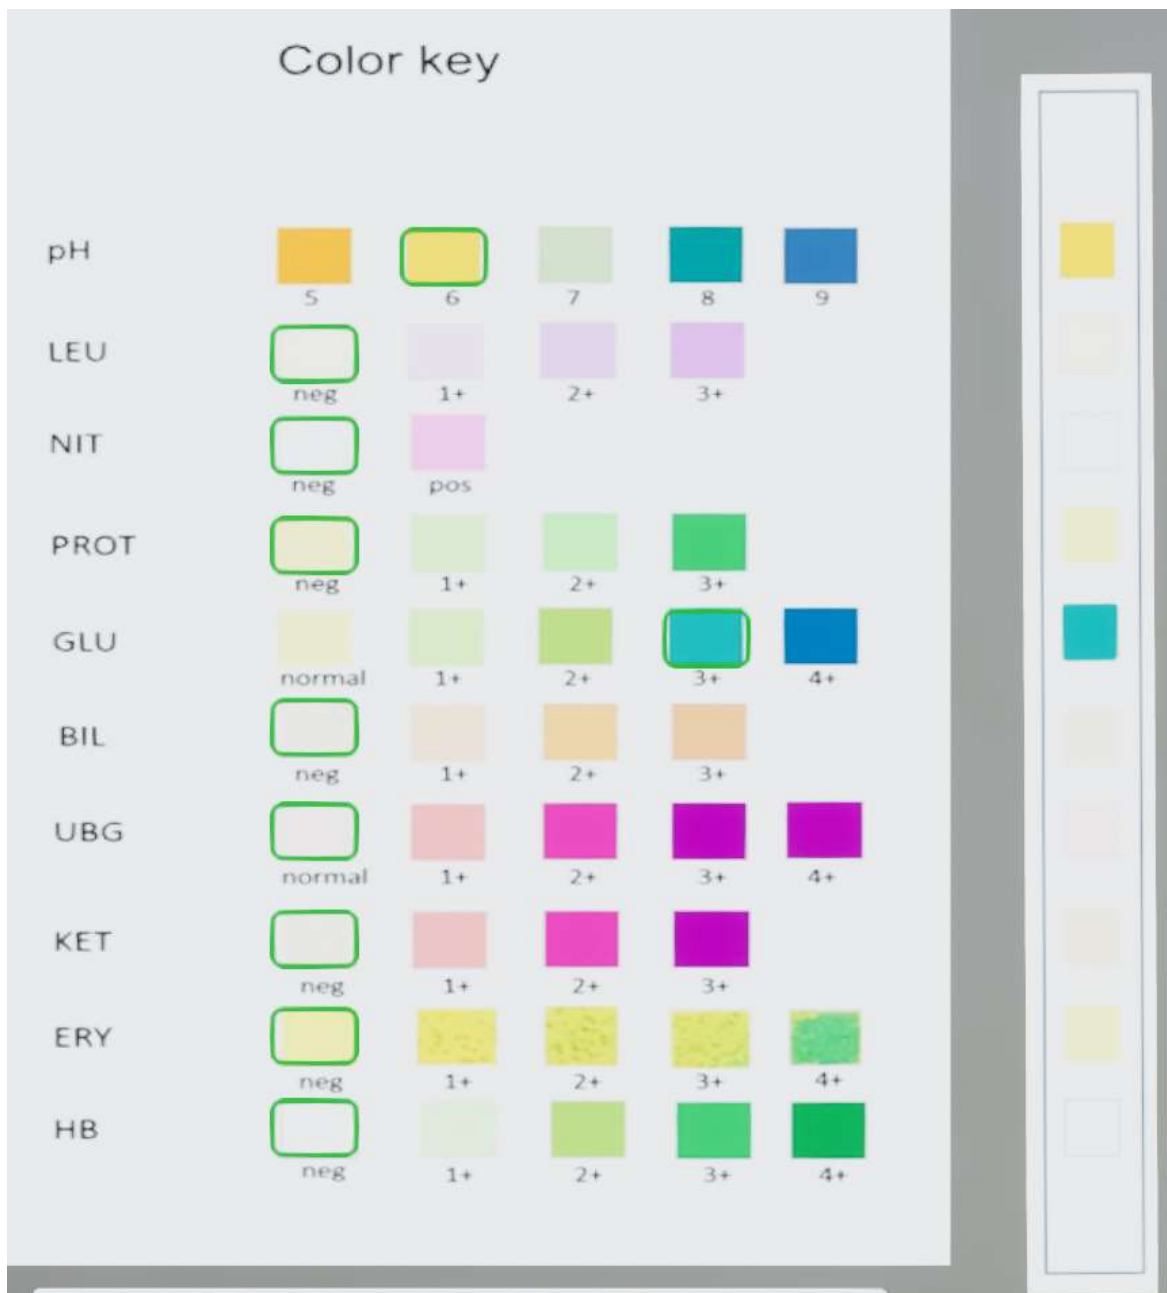 Color key
pH
5 6 7 8 9
LEU
neg 1+ 2+ 3+
NIT
neg pos
PROT
neg 1+ 2+ 3+
GLU
normal 1+ 2+ 3+ 4+
BIL
neg 1+ 2+ 3+
UBG
normal 1+ 2+ 3+ 4+
KET
neg 1+ 2+ 3+
ERY
neg 1+ 2+ 3+ 4+
HB
neg 1+ 2+ 3+ 4+